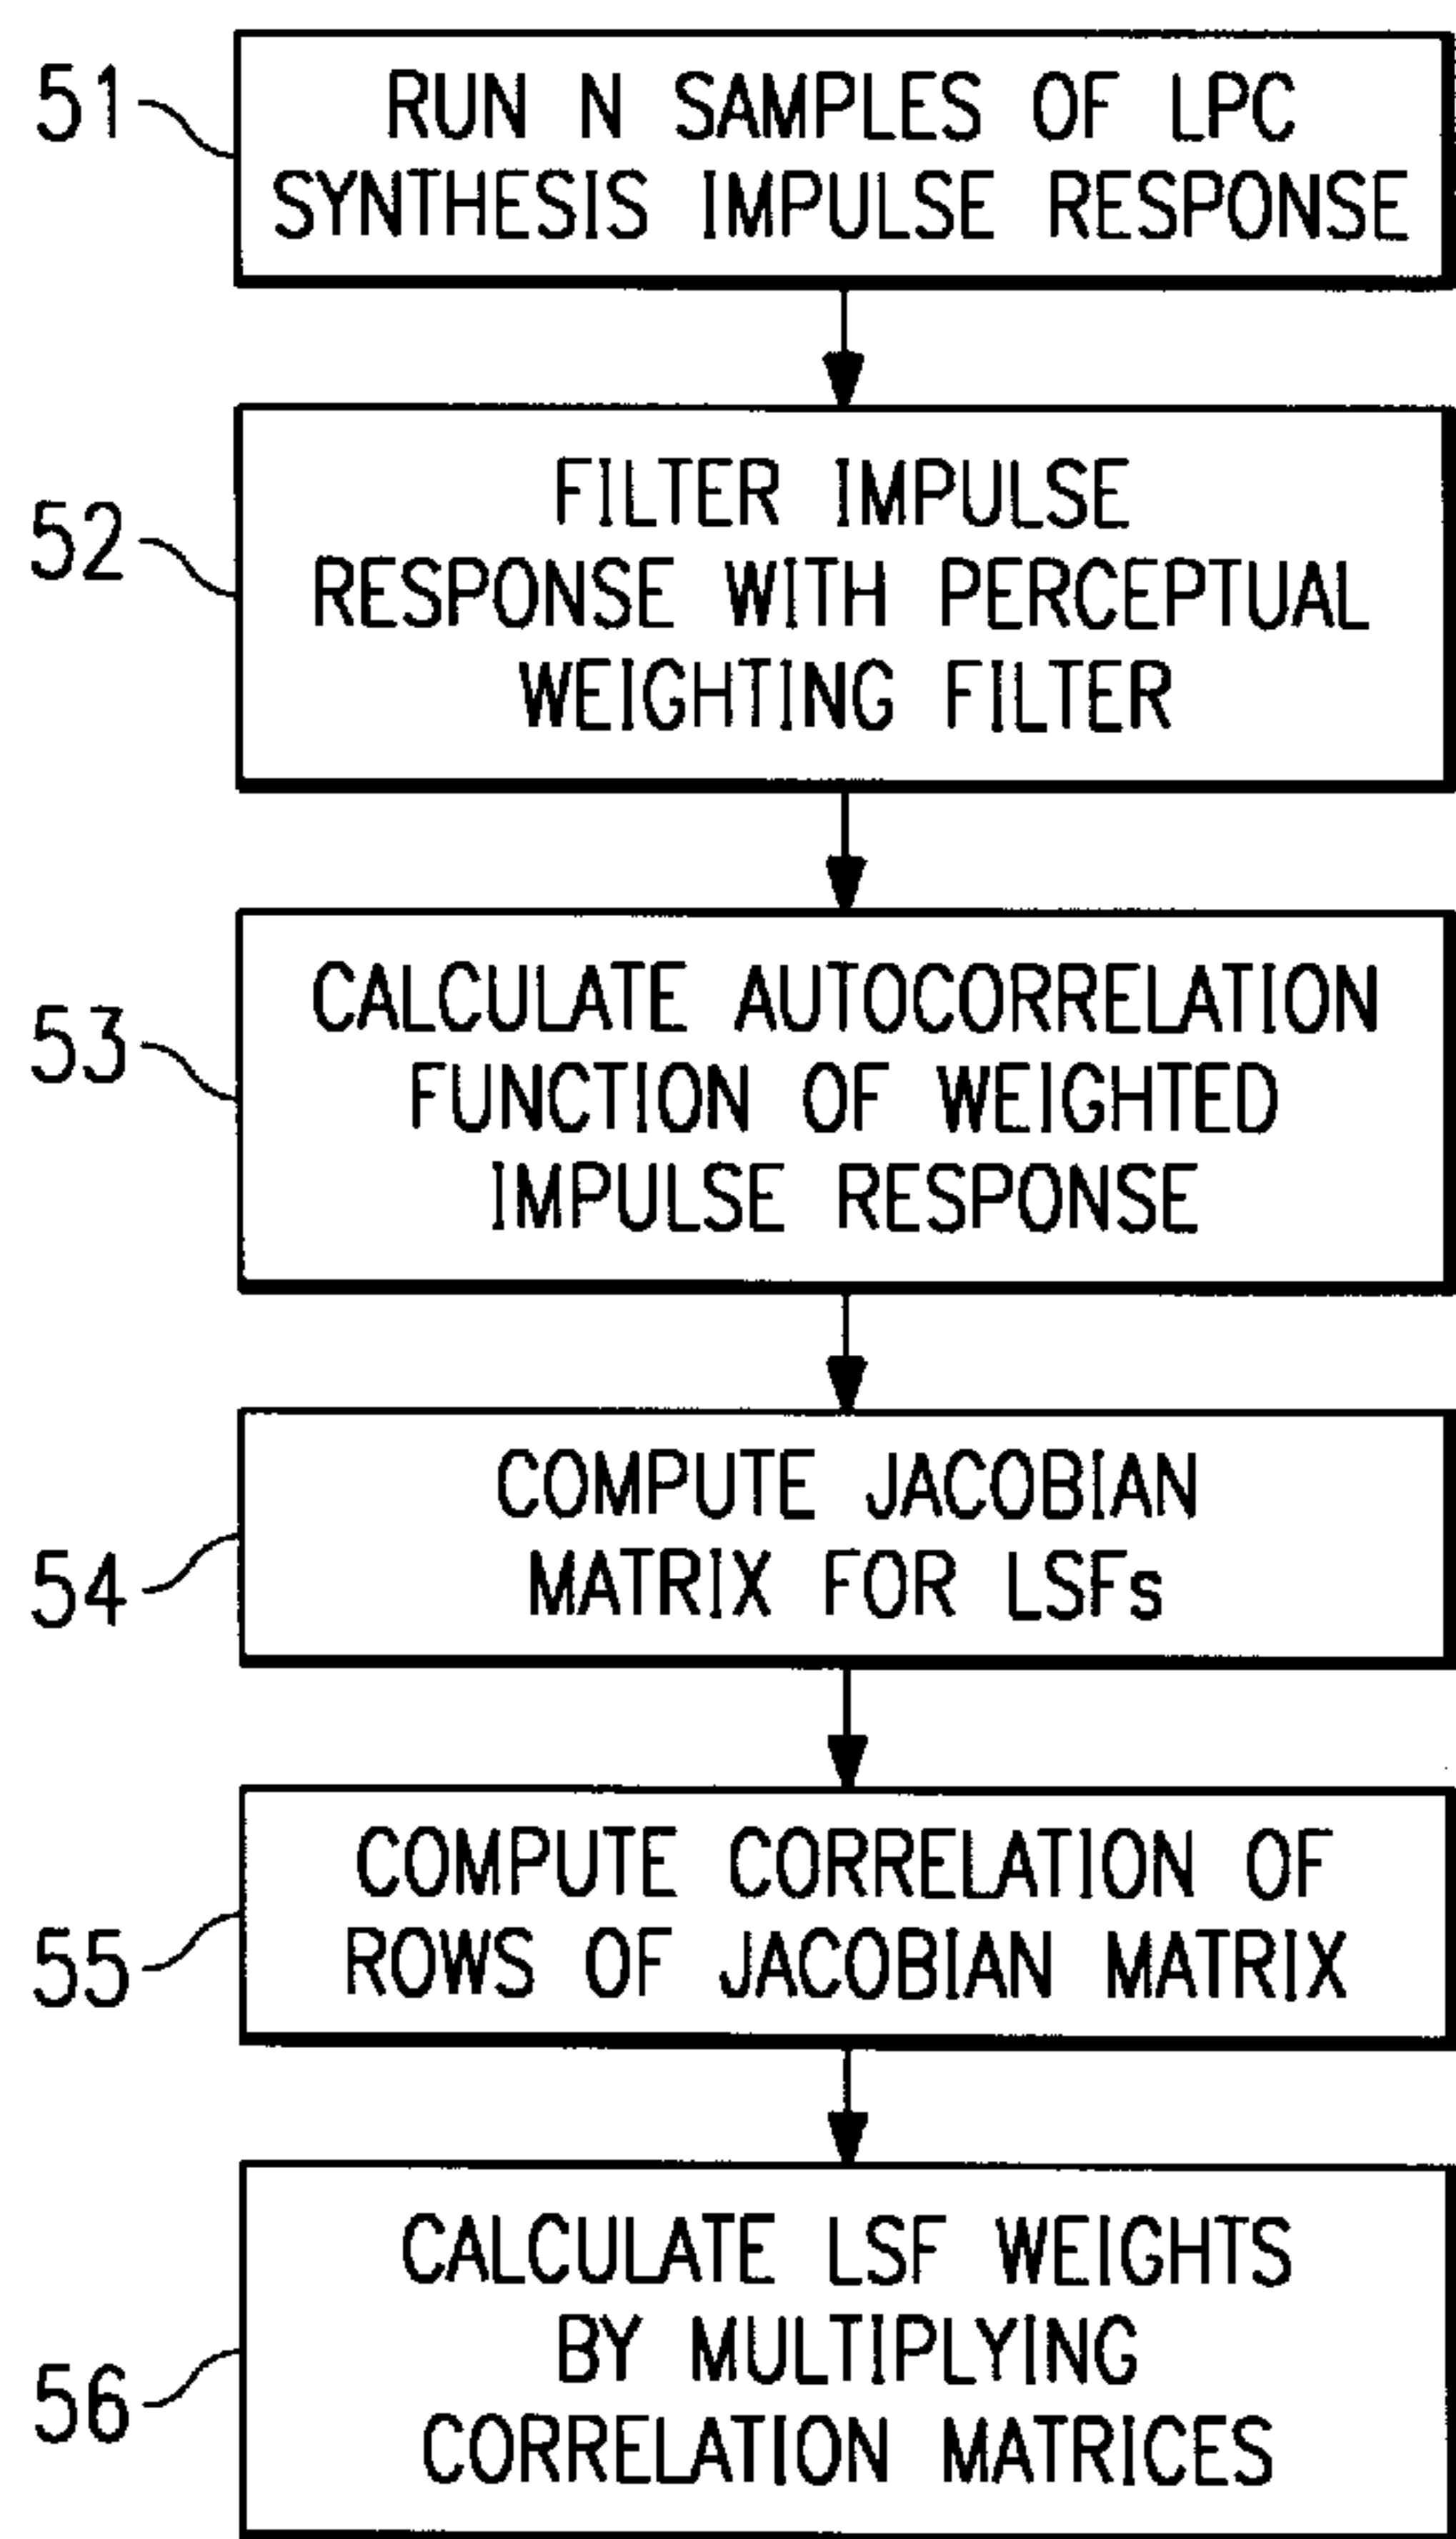 51
RUN N SAMPLES OF LPC
SYNTHESIS IMPULSE RESPONSE
52
FILTER IMPULSE
RESPONSE WITH PERCEPTUAL
WEIGHTING FILTER
53
CALCULATE AUTOCORRELATION
FUNCTION OF WEIGHTED
IMPULSE RESPONSE
54
COMPUTE JACOBIAN
MATRIX FOR LSFs
55
COMPUTE CORRELATION OF
ROWS OF JACOBIAN MATRIX
56
CALCULATE LSF WEIGHTS
BY MULTIPLYING
CORRELATION MATRICES